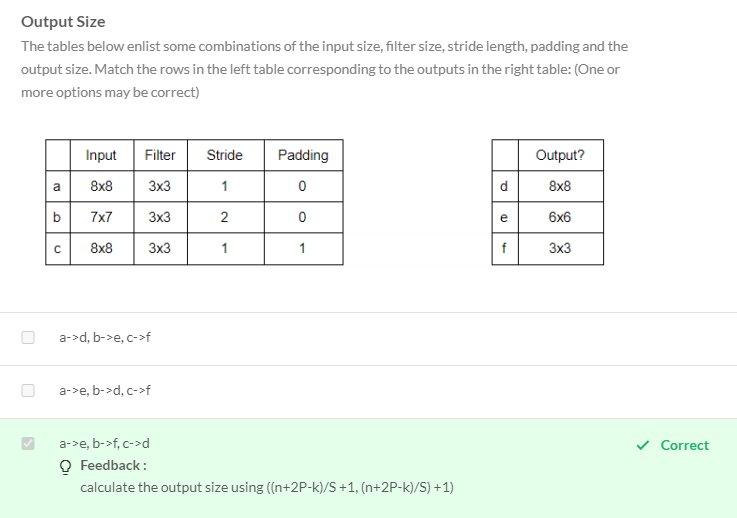 Output Size
The tables below enlist some combinations of the input size, filter size, stride length, padding and the
output size. Match the rows in the left table corresponding to the outputs in the right table: (One or
more options may be correct)
Input Filter Stride Padding
a 8x8 3x3 1 0
b 7x7 3x3 2 0
c 8x8 3x3 1 1
Output?
d 8x8
e 6x6
f 3x3
a->d, b->e, c->f
a->e, b->d, c->f
a->e, b->f, c->d
Correct
Feedback :
calculate the output size using ((n+2P-k)/S +1, (n+2P-k)/S) +1)